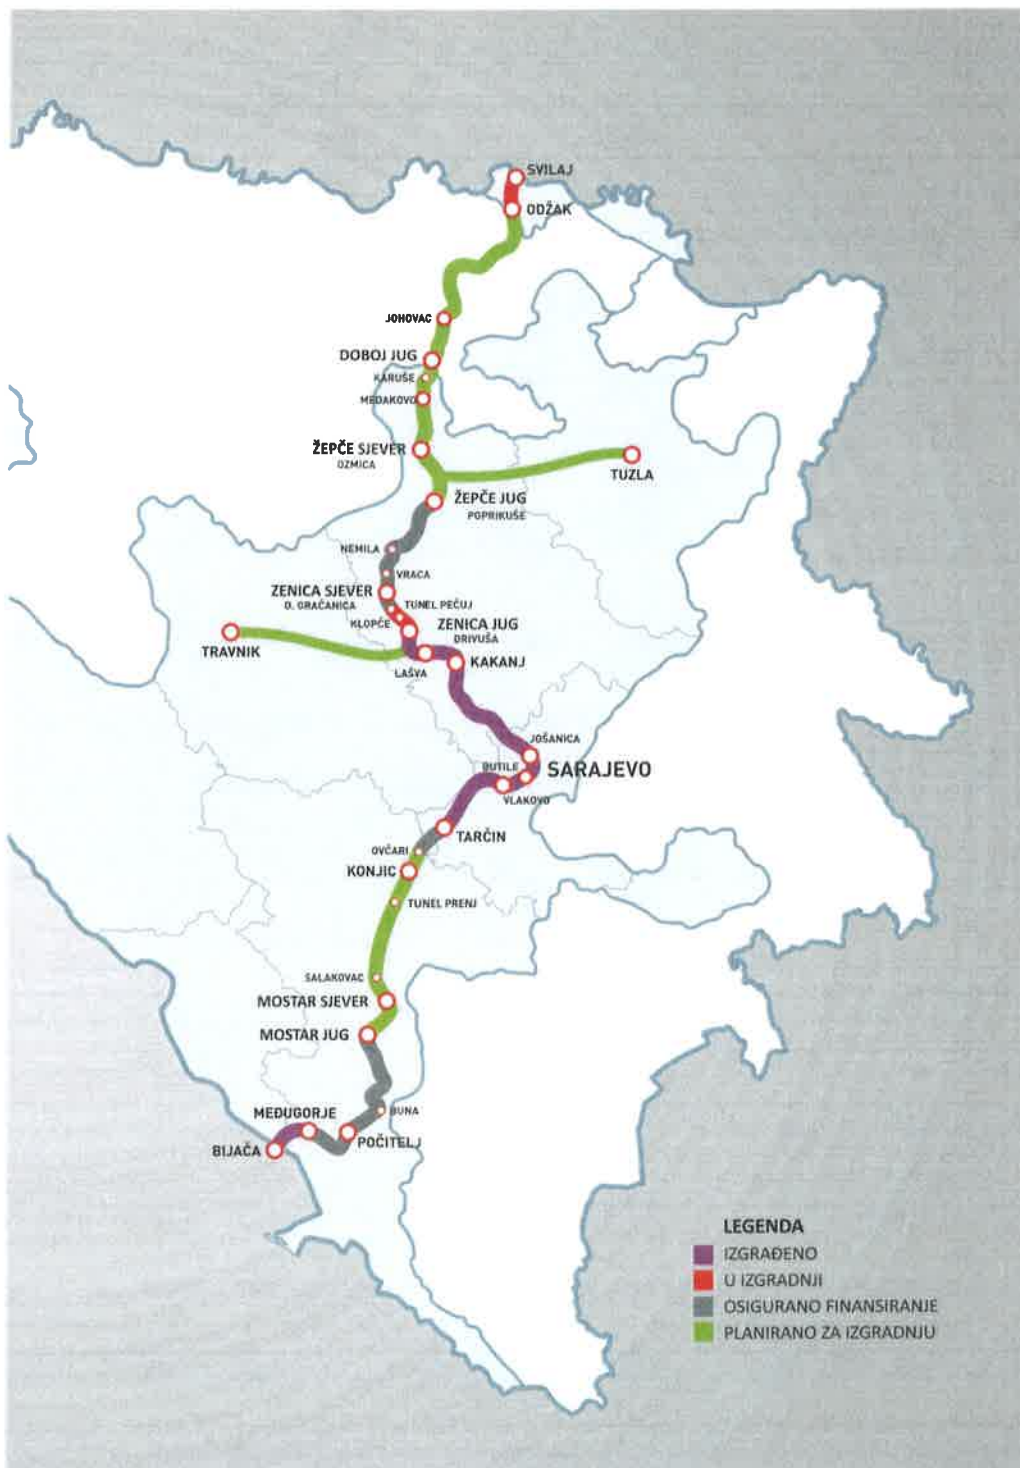 SVILAJ
ODŽAK
JOHOVAC
DOBOJ JUG
KARUŠE
MEDAKOVO
ŽEPČE SJEVER
OZMICA
TUZLA
ŽEPČE JUG
POPRIKUŠE
NEMILA
VRACA
ZENICA SJEVER
D. GRAČANICA
TUNEL PEČUJ
KLOPČE
ZENICA JUG
DRIVUŠA
TRAVNIK
LAŠVA
KAKANJ
JOŠANICA
BUTILE
SARAJEVO
VLAKOVO
TARČIN
OVČARI
KONJIC
TUNEL PRENJ
SALAKOVAC
MOSTAR SJEVER
MOSTAR JUG
BUNA
MEĐUGORJE
POČITELJ
BIJAČA
LEGENDA
IZGRAĐENO
U IZGRADNJI
OSIGURANO FINANSIRANJE
PLANIRANO ZA IZGRADNJU